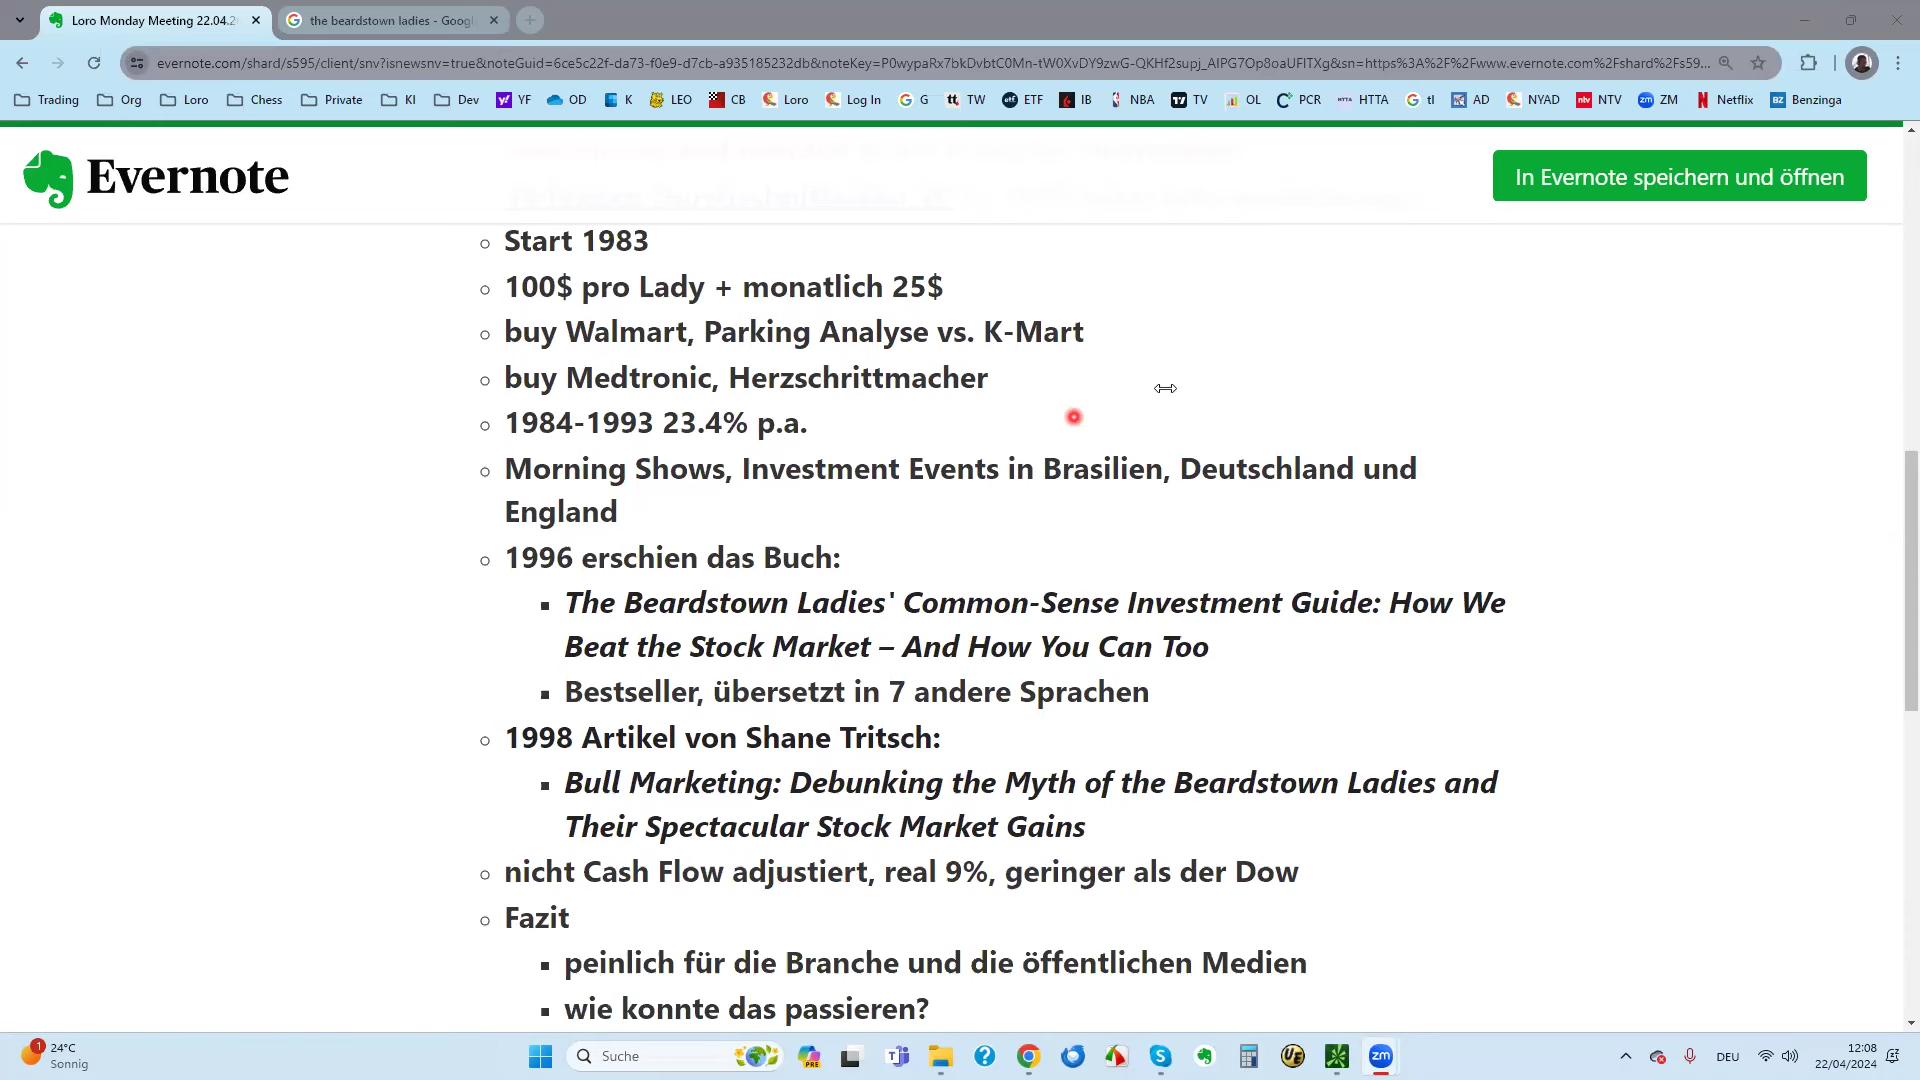 Loro Monday Meeting 22.04.2
the beardstown ladies - Googl
evernote.com/shard/s595/client/snv?isnewsnv=true&noteGuid=6ce5c22f-da73-f0e9-d7cb-a935185232db&noteKey=P0wypaRx7bkDvbtC0Mn-tW0XvDY9zwG-QKHf2supj_AIPG7Op8oaUFITXg&sn=https%3A%2F%2Fwww.evernote.com%2Fshard%2Fs59...
Trading Org Loro Chess Private KI Dev YF OD K LEO CB Loro Log In G TW ETF IB NBA TV OL PCR HTTA tl AD NYAD NTV ZM Netflix Benzinga
Evernote
In Evernote speichern und öffnen
Start 1983
100$ pro Lady + monatlich 25$
buy Walmart, Parking Analyse vs. K-Mart
buy Medtronic, Herzschrittmacher
1984-1993 23.4% p.a.
Morning Shows, Investment Events in Brasilien, Deutschland und
England
1996 erschien das Buch:
The Beardstown Ladies' Common-Sense Investment Guide: How We
Beat the Stock Market – And How You Can Too
Bestseller, übersetzt in 7 andere Sprachen
1998 Artikel von Shane Tritsch:
Bull Marketing: Debunking the Myth of the Beardstown Ladies and
Their Spectacular Stock Market Gains
nicht Cash Flow adjustiert, real 9%, geringer als der Dow
Fazit
peinlich für die Branche und die öffentlichen Medien
wie konnte das passieren?
1
24°C
Sonnig
Suche
PRE
zm
DEU
12:08
22/04/2024